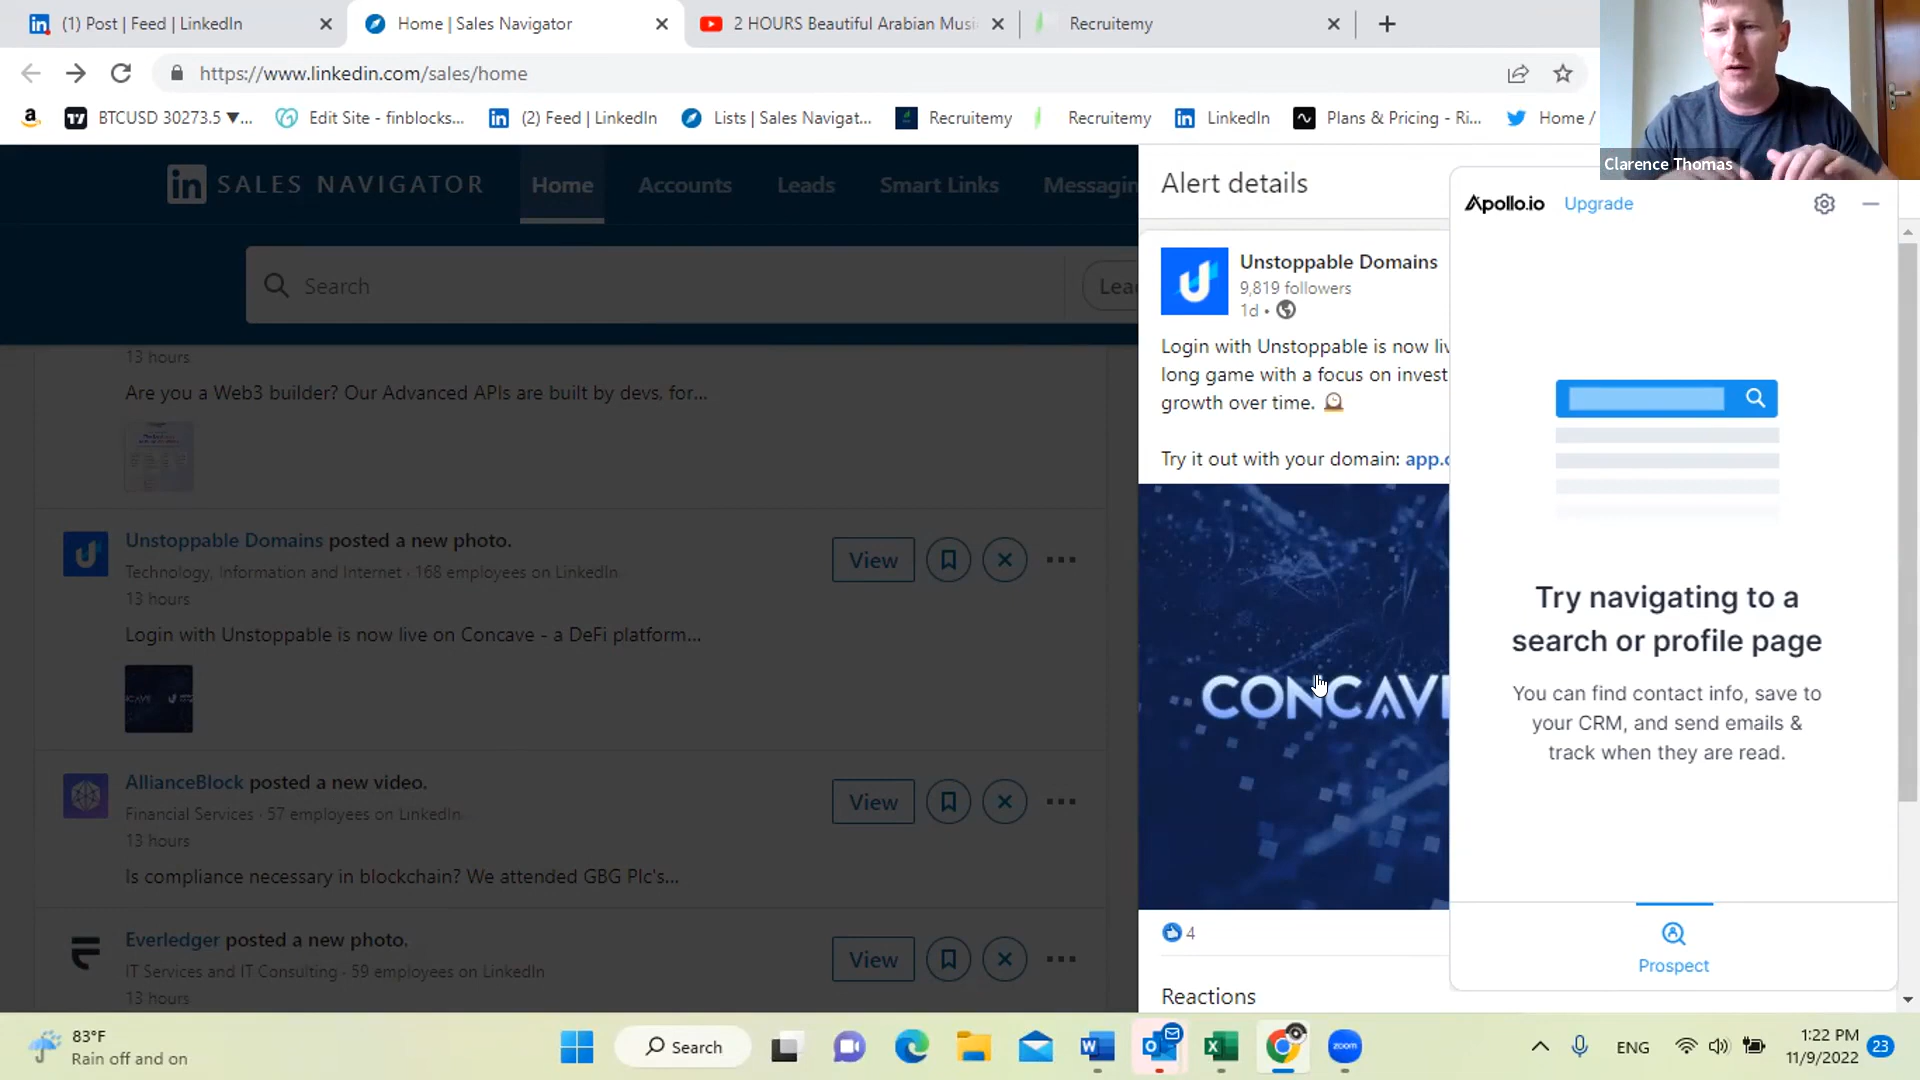 (1) Post | Feed | LinkedIn
Home | Sales Navigator
2 HOURS Beautiful Arabian Musi
Recruitemy
https://www.linkedin.com/sales/home
BTCUSD 30273.5 ▼...
Edit Site - finblocks...
(2) Feed | LinkedIn
Lists | Sales Navigat...
Recruitemy
Recruitemy
LinkedIn
Plans & Pricing - Ri...
Home /
Clarence Thomas
SALES NAVIGATOR
Home
Accounts
Leads
Smart Links
Messagin
Search
Lea
13 hours
Are you a Web3 builder? Our Advanced APIs are built by devs, for...
Unstoppable Domains posted a new photo.
Technology, Information and Internet · 168 employees on LinkedIn
13 hours
Login with Unstoppable is now live on Concave - a DeFi platform...
View
AllianceBlock posted a new video.
Financial Services · 57 employees on LinkedIn
13 hours
Is compliance necessary in blockchain? We attended GBG Plc's...
View
Everledger posted a new photo.
IT Services and IT Consulting · 59 employees on LinkedIn
13 hours
View
Alert details
Unstoppable Domains
9,819 followers
1d •
Login with Unstoppable is now liv
long game with a focus on invest
growth over time.
Try it out with your domain: app.c
CONCAVE
4
Reactions
Apollo.io
Upgrade
Try navigating to a
search or profile page
You can find contact info, save to
your CRM, and send emails &
track when they are read.
Prospect
83°F
Rain off and on
Search
zoom
ENG
1:22 PM
11/9/2022
23